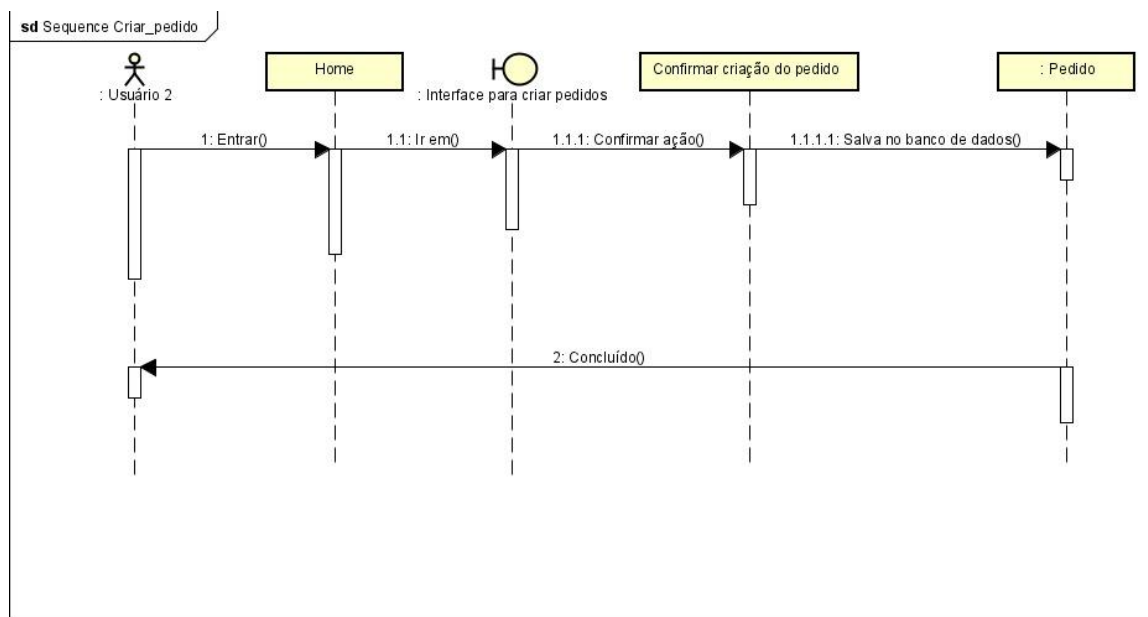 sd Sequence Criar_pedido
Home
Confirmar criação do pedido
: Pedido
: Usuário 2
: Interface para criar pedidos
1: Entrar()
1.1: Ir em()
1.1.1: Confirmar ação()
1.1.1.1: Salva no banco de dados()
2: Concluído()